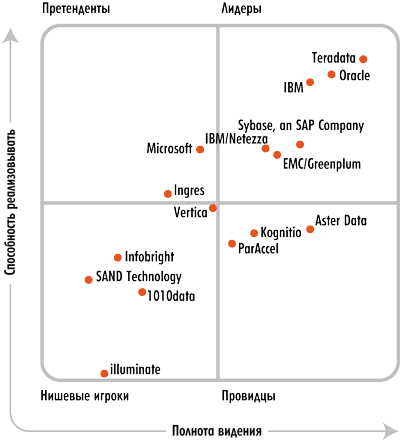 Претенденты
Лидеры
Teradata
Oracle
IBM
Sybase, an SAP Company
IBM/Netezza
Microsoft
EMC/Greenplum
Ingres
Vertica
Aster Data
Kognitio
ParAccel
Infobright
SAND Technology
1010data
illuminate
Нишевые игроки
Провидцы
Способность реализовывать
Полнота видения